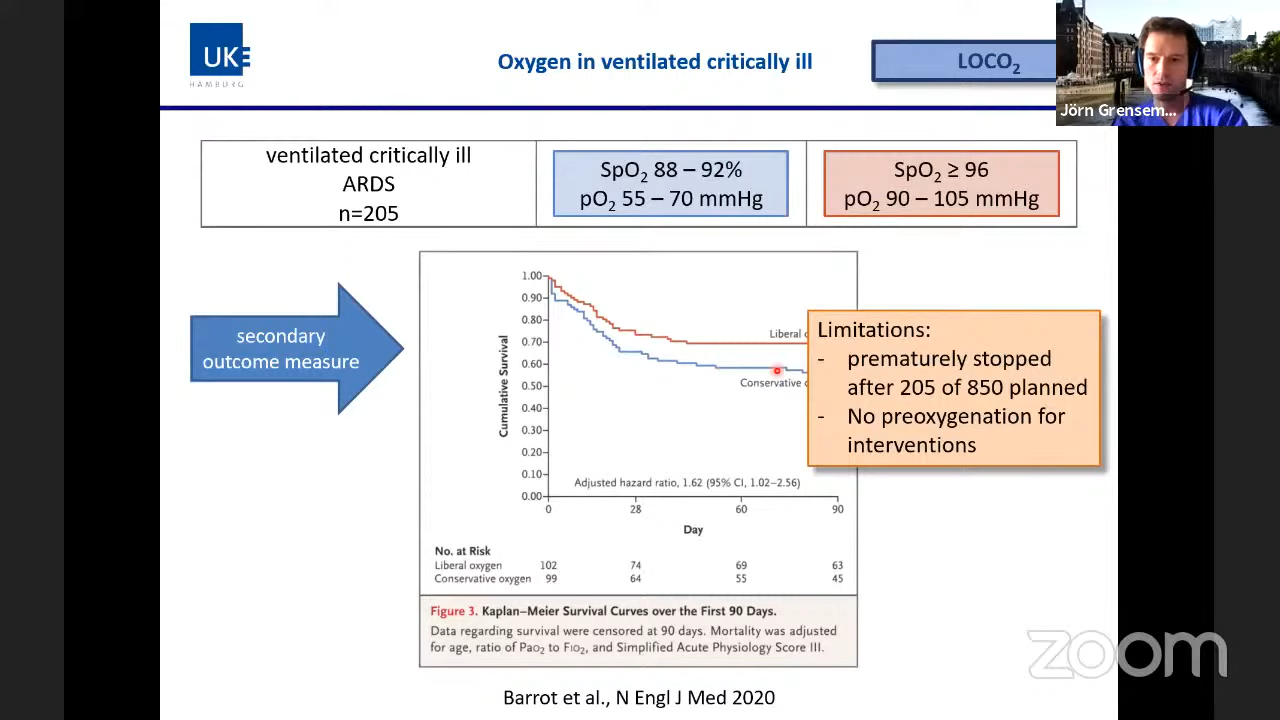 UKE
HAMBURG
Oxygen in ventilated critically ill
LOCO₂
Jörn Grensem...
ventilated critically ill
ARDS
n=205
SpO₂ 88 – 92%
pO₂ 55 – 70 mmHg
SpO₂ ≥ 96
pO₂ 90 – 105 mmHg
secondary
outcome measure
Cumulative Survival
1.00
0.90
0.80
0.70
0.60
0.50
0.40
0.30
0.20
0.10
0.00
0
28
60
90
Day
Liberal o
Conservative o
Adjusted hazard ratio, 1.62 (95% CI, 1.02–2.56)
Limitations:
- prematurely stopped
after 205 of 850 planned
- No preoxygenation for
interventions
No. at Risk
Liberal oxygen 102 74 69 63
Conservative oxygen 99 64 55 45
Figure 3. Kaplan–Meier Survival Curves over the First 90 Days.
Data regarding survival were censored at 90 days. Mortality was adjusted
for age, ratio of Pao₂ to Fio₂, and Simplified Acute Physiology Score III.
Barrot et al., N Engl J Med 2020
zoom